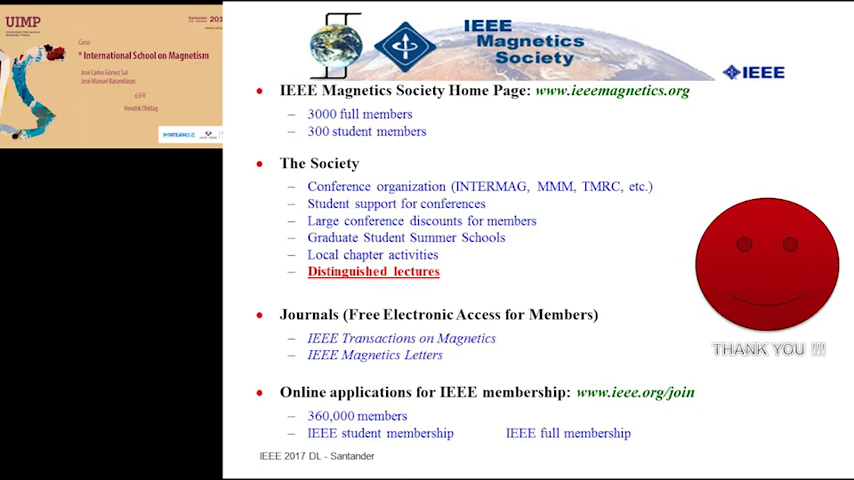 UIMP
Santander
Curso
* International School on Magnetism
José Carlos Gómez Sal
José Manuel Barandiarán
63FR
Hendrik Ohldag
IEEE
Magnetics
Society
IEEE
• IEEE Magnetics Society Home Page: www.ieeemagnetics.org
– 3000 full members
– 300 student members
• The Society
– Conference organization (INTERMAG, MMM, TMRC, etc.)
– Student support for conferences
– Large conference discounts for members
– Graduate Student Summer Schools
– Local chapter activities
– Distinguished lectures
• Journals (Free Electronic Access for Members)
– IEEE Transactions on Magnetics
– IEEE Magnetics Letters
THANK YOU !!!
• Online applications for IEEE membership: www.ieee.org/join
– 360,000 members
– IEEE student membership IEEE full membership
IEEE 2017 DL - Santander